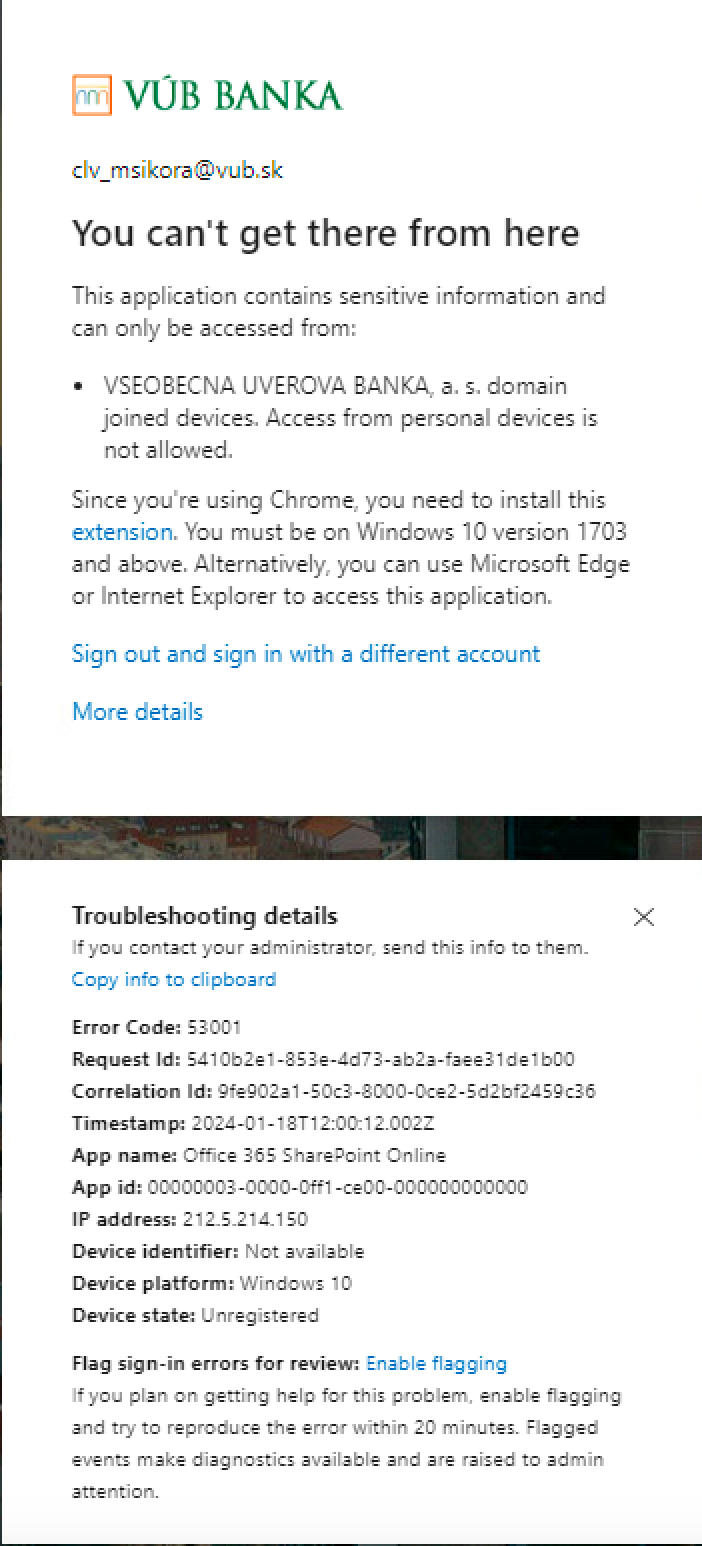 VÚB BANKA
clv_msikora@vub.sk
You can't get there from here
This application contains sensitive information and
can only be accessed from:
• VSEOBECNA UVEROVA BANKA, a. s. domain
joined devices. Access from personal devices is
not allowed.
Since you're using Chrome, you need to install this
extension. You must be on Windows 10 version 1703
and above. Alternatively, you can use Microsoft Edge
or Internet Explorer to access this application.
Sign out and sign in with a different account
More details
Troubleshooting details
If you contact your administrator, send this info to them.
Copy info to clipboard
Error Code: 53001
Request Id: 5410b2e1-853e-4d73-ab2a-faee31de1b00
Correlation Id: 9fe902a1-50c3-8000-0ce2-5d2bf2459c36
Timestamp: 2024-01-18T12:00:12.002Z
App name: Office 365 SharePoint Online
App id: 00000003-0000-0ff1-ce00-000000000000
IP address: 212.5.214.150
Device identifier: Not available
Device platform: Windows 10
Device state: Unregistered
Flag sign-in errors for review: Enable flagging
If you plan on getting help for this problem, enable flagging
and try to reproduce the error within 20 minutes. Flagged
events make diagnostics available and are raised to admin
attention.